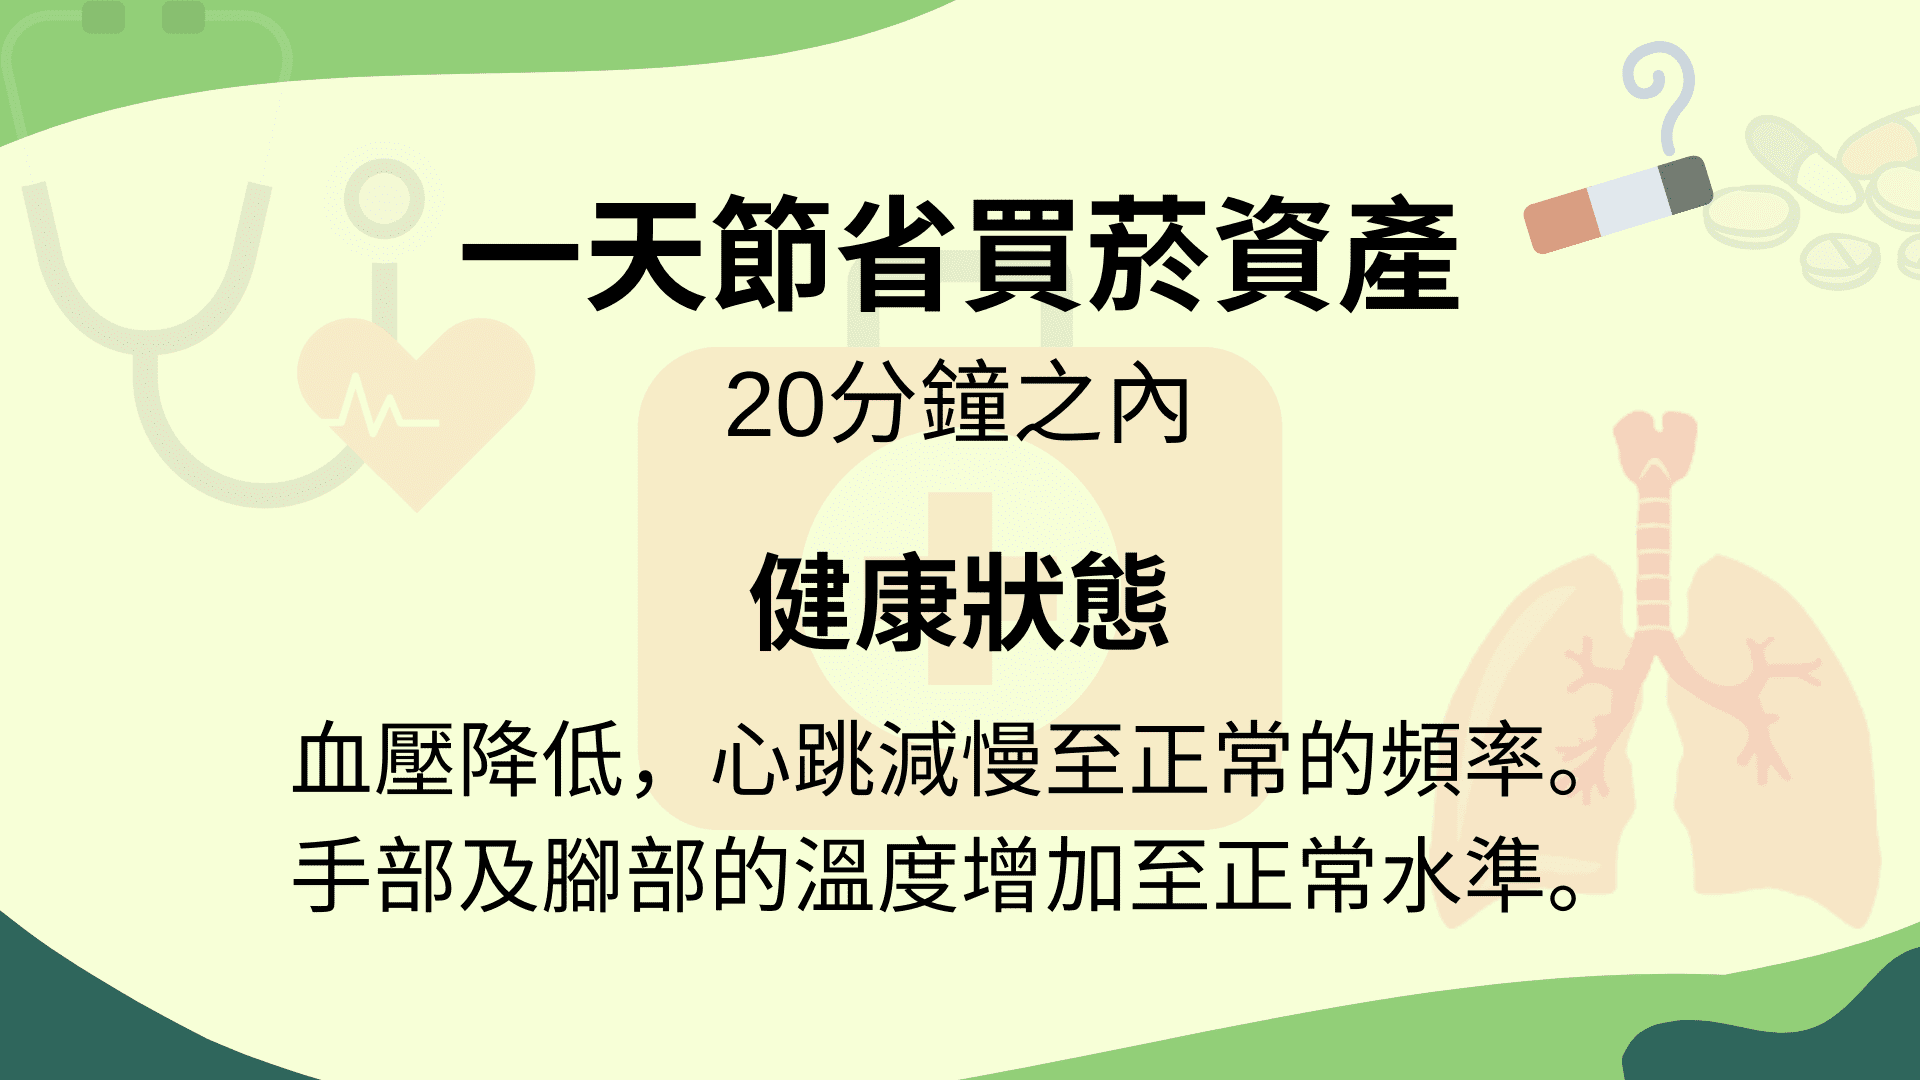 一天節省買菸資產
20分鐘之內
健康狀態
血壓降低，心跳減慢至正常的頻率。
手部及腳部的溫度增加至正常水準。